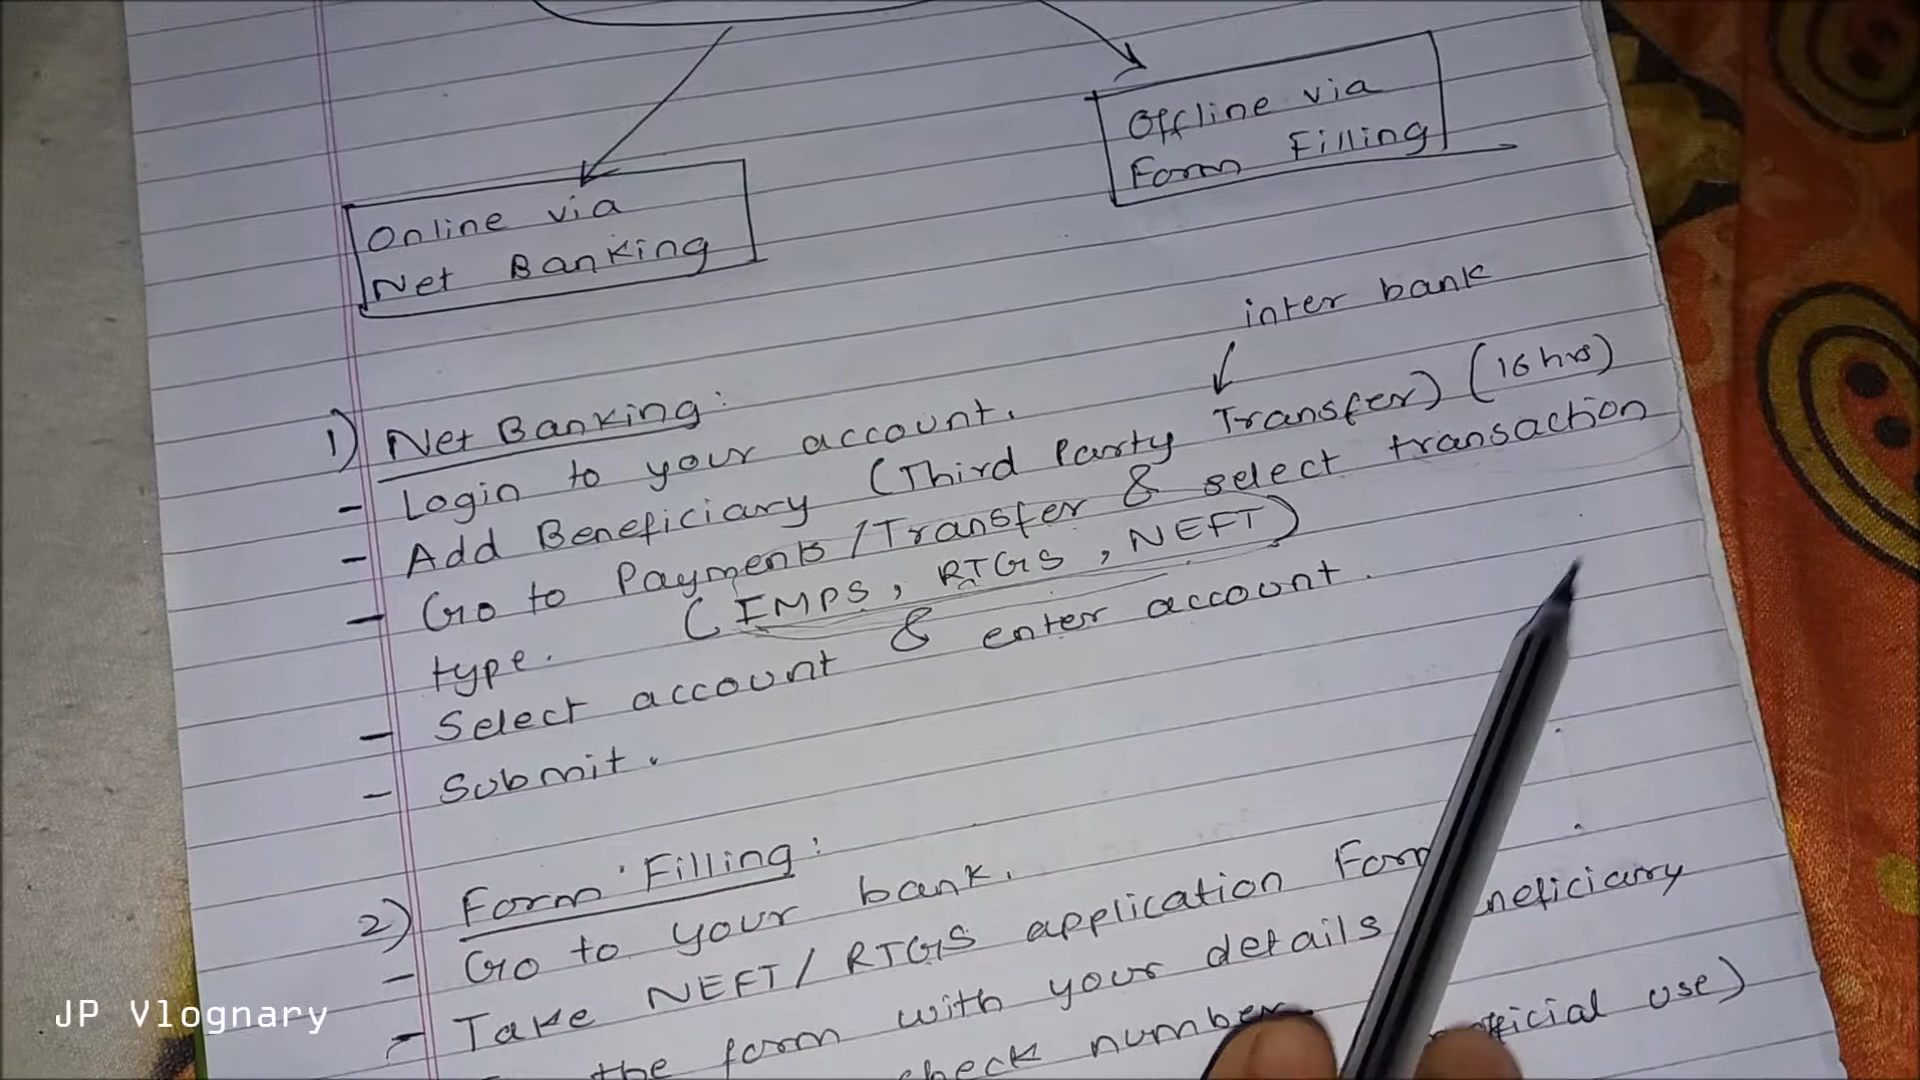 Offline via
Form Filling
Online via
Net Banking
inter bank
1) Net Banking:
- Login to your account.
- Add Beneficiary (Third Party Transfer) (16 hrs)
- Go to Payments/Transfer & select transaction
type. (IMPS, RTGS, NEFT)
- Select account & enter account.
- Submit.
2) Form Filling:
- Go to your bank.
- Take NEFT/RTGS application Form
the form with your details
check number use)
JP Vlognary